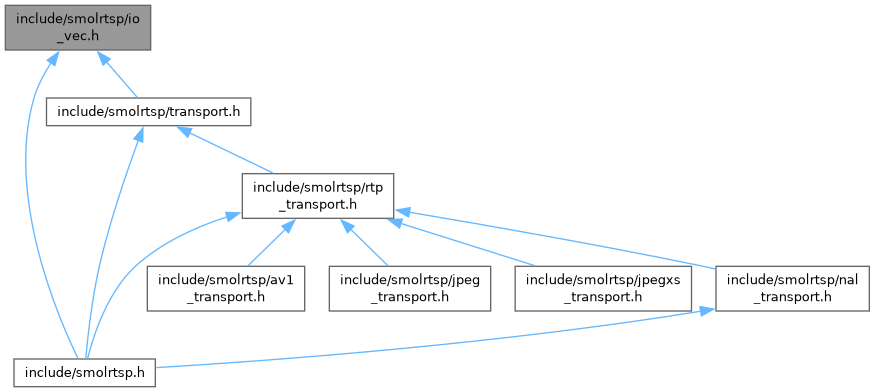 include/smolrtsp/io
_vec.h
include/smolrtsp/transport.h
include/smolrtsp/rtp
_transport.h
include/smolrtsp/av1
_transport.h
include/smolrtsp/jpeg
_transport.h
include/smolrtsp/jpegxs
_transport.h
include/smolrtsp/nal
_transport.h
include/smolrtsp.h